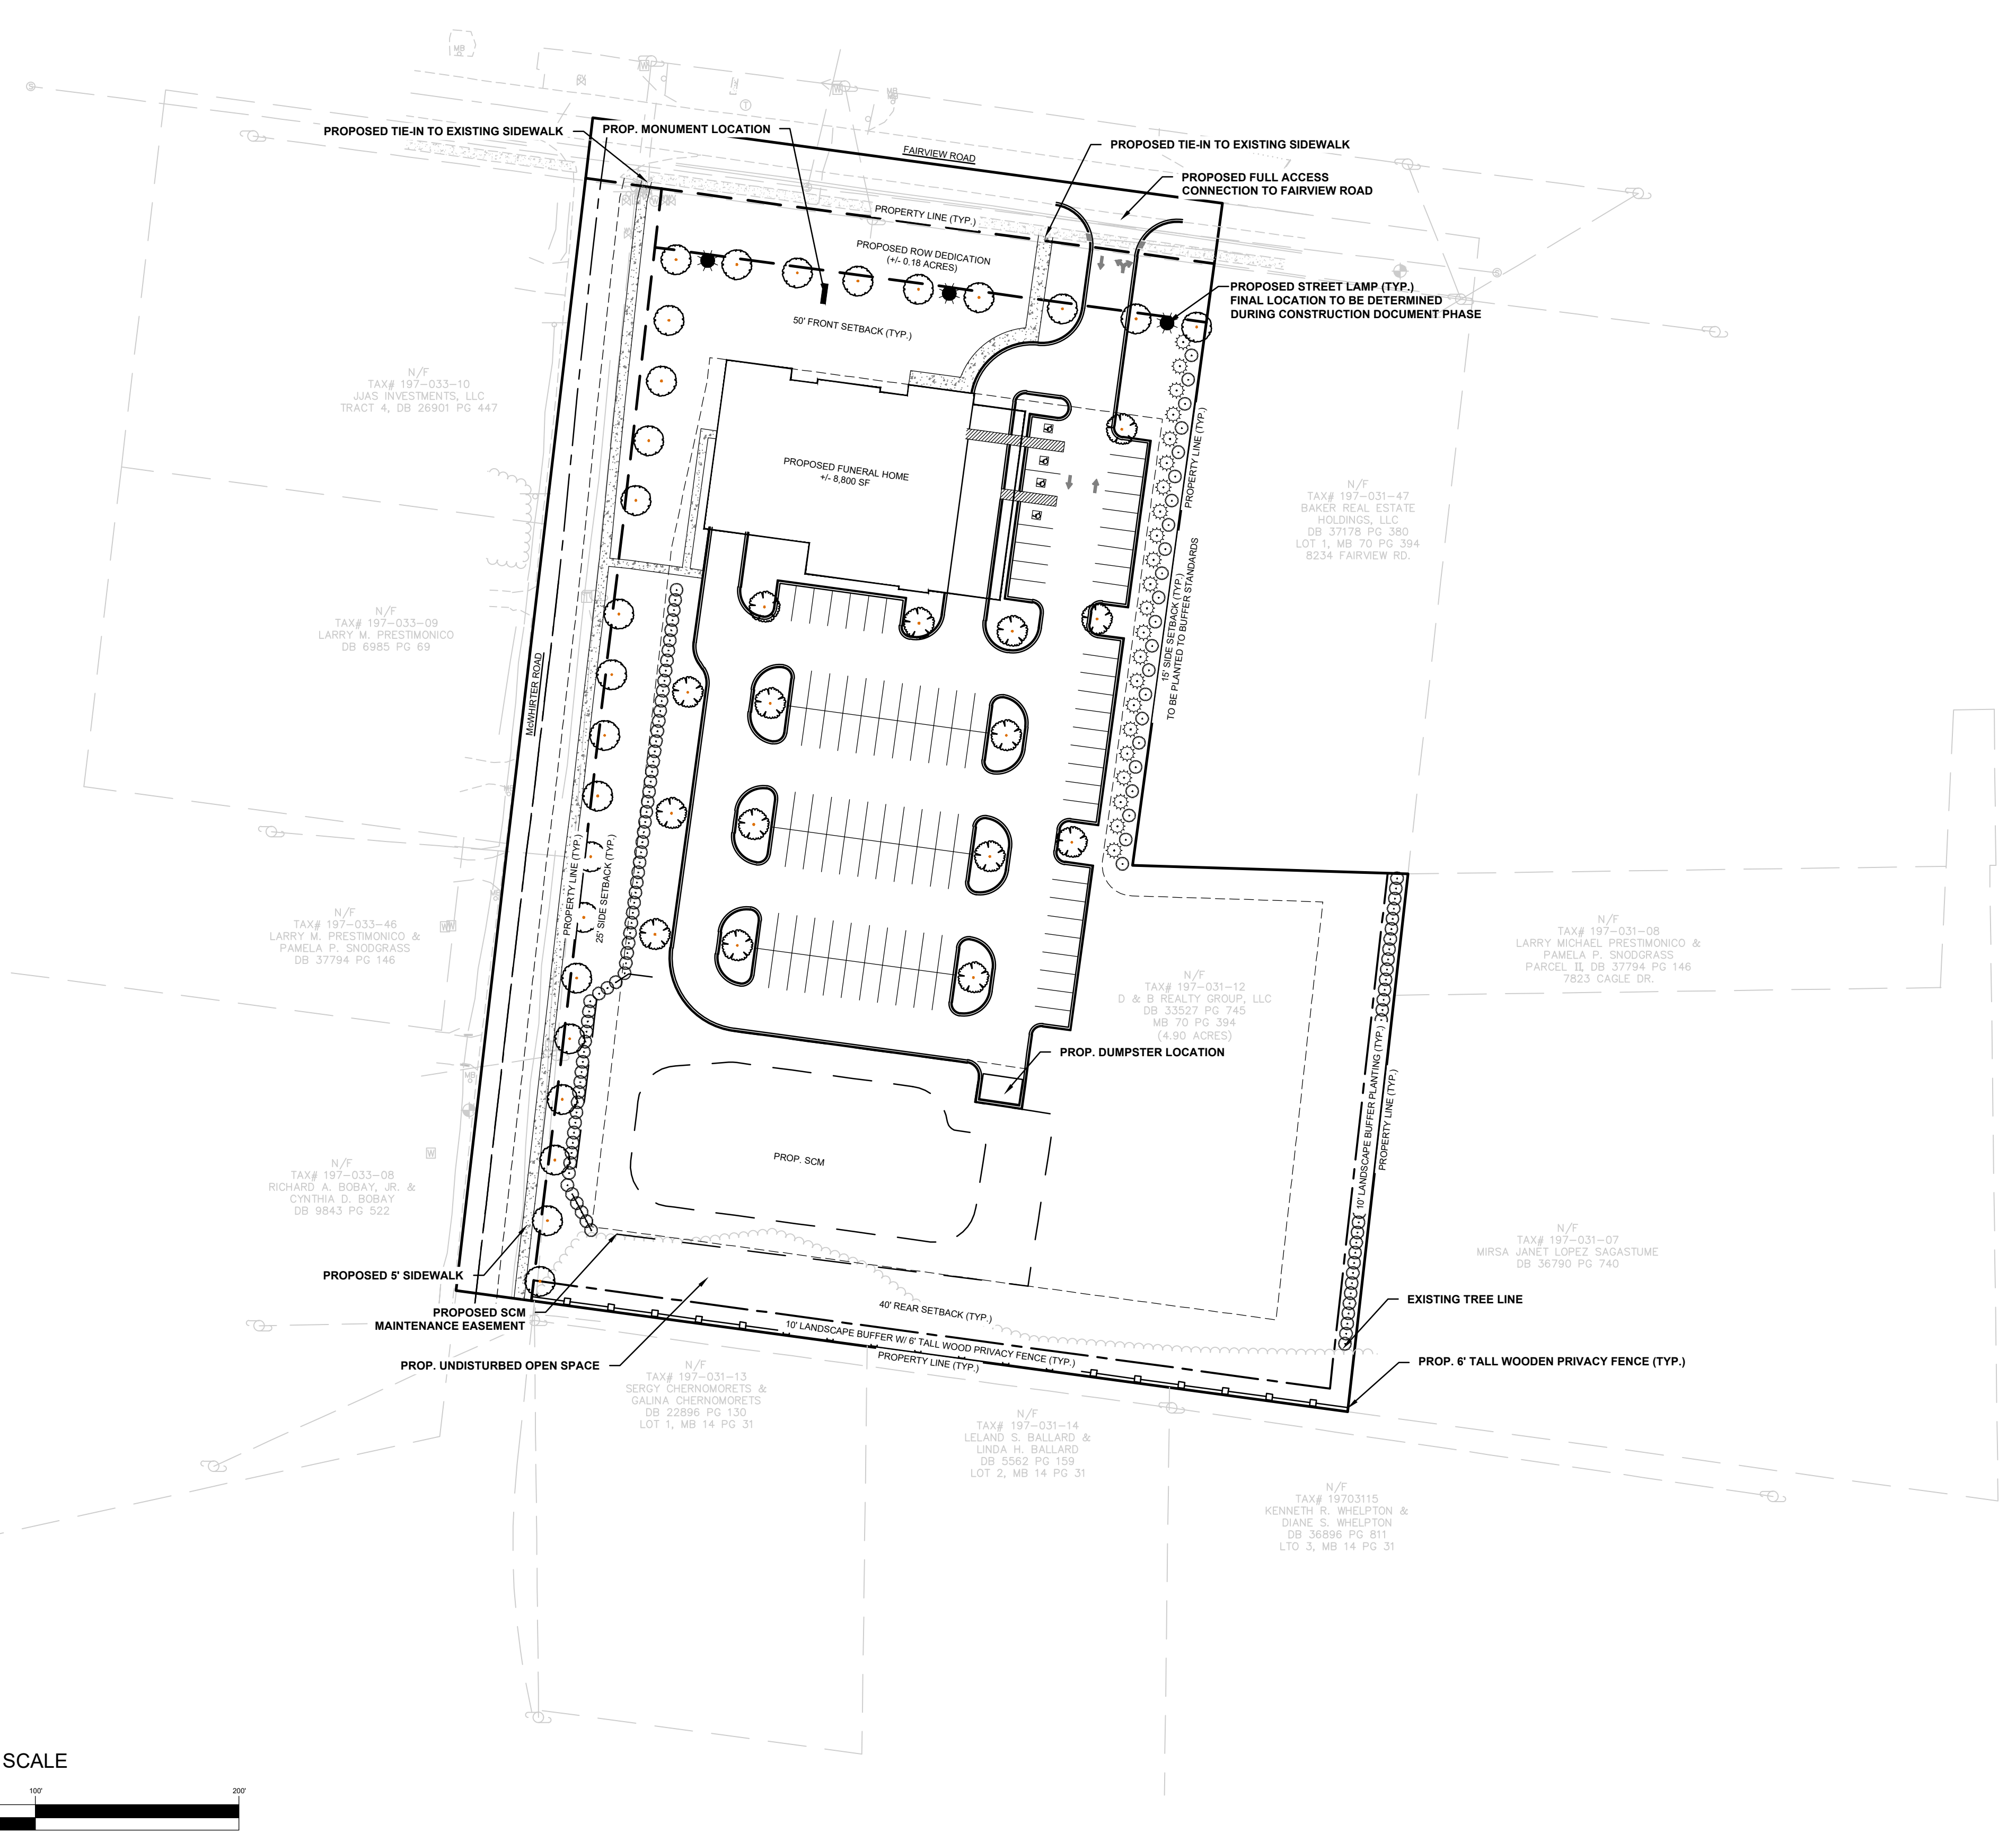 MB
S
T
W
W
MB
FAIRVIEW ROAD
PROPOSED TIE-IN TO EXISTING SIDEWALK
PROP. MONUMENT LOCATION
PROPOSED TIE-IN TO EXISTING SIDEWALK
PROPOSED FULL ACCESS
CONNECTION TO FAIRVIEW ROAD
PROPERTY LINE (TYP.)
PROPOSED ROW DEDICATION
(+/- 0.18 ACRES)
S
PROPOSED STREET LAMP (TYP.)
FINAL LOCATION TO BE DETERMINED
DURING CONSTRUCTION DOCUMENT PHASE
50' FRONT SETBACK (TYP.)
N/F
TAX# 197-033-10
JJAS INVESTMENTS, LLC
TRACT 4, DB 26901 PG 447
PROPOSED FUNERAL HOME
+/- 8,800 SF
PROPERTY LINE (TYP.)
N/F
TAX# 197-031-47
BAKER REAL ESTATE
HOLDINGS, LLC
DB 37178 PG 380
LOT 1, MB 70 PG 394
8234 FAIRVIEW RD.
15' SIDE SETBACK (TYP.)
TO BE PLANTED TO BUFFER STANDARDS
N/F
TAX# 197-033-09
LARRY M. PRESTIMONICO
DB 6985 PG 69
McWHIRTER ROAD
PROPERTY LINE (TYP.)
25' SIDE SETBACK (TYP.)
N/F
TAX# 197-033-46
LARRY M. PRESTIMONICO &
PAMELA P. SNODGRASS
DB 37794 PG 146
N/F
TAX# 197-031-08
LARRY MICHAEL PRESTIMONICO &
PAMELA P. SNODGRASS
PARCEL II, DB 37794 PG 146
7823 CAGLE DR.
N/F
TAX# 197-031-12
D & B REALTY GROUP, LLC
DB 33527 PG 745
MB 70 PG 394
(4.90 ACRES)
PROP. DUMPSTER LOCATION
10' LANDSCAPE BUFFER PLANTING (TYP.)
PROPERTY LINE (TYP.)
MB
W
PROP. SCM
N/F
TAX# 197-033-08
RICHARD A. BOBAY, JR. &
CYNTHIA D. BOBAY
DB 9843 PG 522
N/F
TAX# 197-031-07
MIRSA JANET LOPEZ SAGASTUME
DB 36790 PG 740
PROPOSED 5' SIDEWALK
PROPOSED SCM
MAINTENANCE EASEMENT
PROP. UNDISTURBED OPEN SPACE
40' REAR SETBACK (TYP.)
10' LANDSCAPE BUFFER W/ 6' TALL WOOD PRIVACY FENCE (TYP.)
PROPERTY LINE (TYP.)
EXISTING TREE LINE
PROP. 6' TALL WOODEN PRIVACY FENCE (TYP.)
N/F
TAX# 197-031-13
SERGY CHERNOMORETS &
GALINA CHERNOMORETS
DB 22896 PG 130
LOT 1, MB 14 PG 31
N/F
TAX# 197-031-14
LELAND S. BALLARD &
LINDA H. BALLARD
DB 5562 PG 159
LOT 2, MB 14 PG 31
N/F
TAX# 19703115
KENNETH R. WHELPTON &
DIANE S. WHELPTON
DB 36896 PG 811
LTO 3, MB 14 PG 31
SCALE
100'
200'